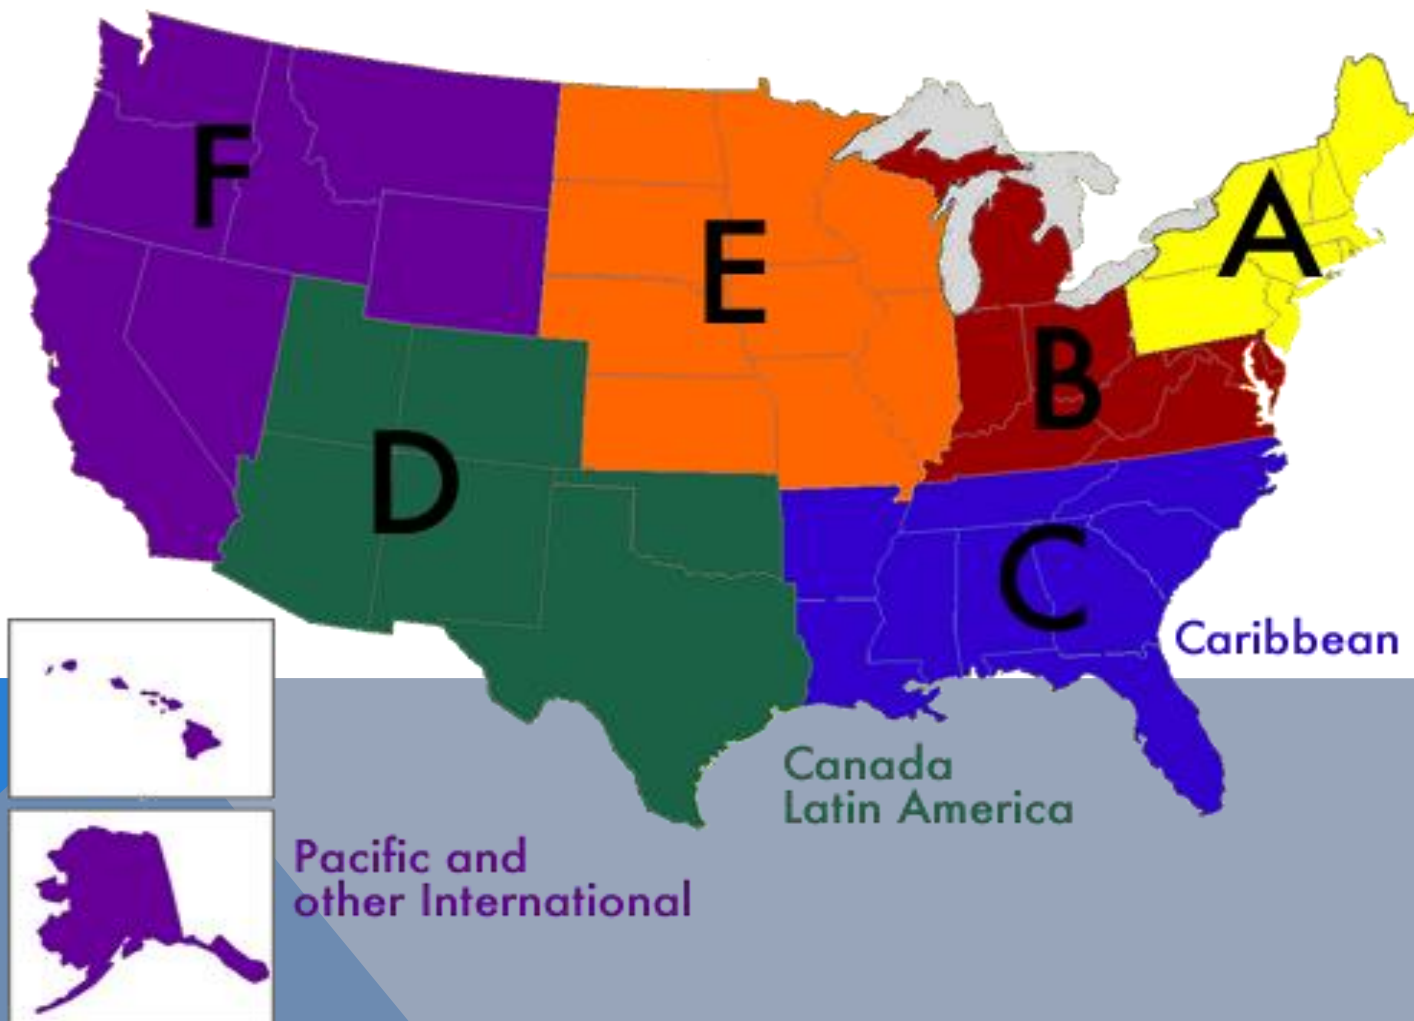 F
E
A
B
D
C
Caribbean
Canada
Latin America
Pacific and
other International